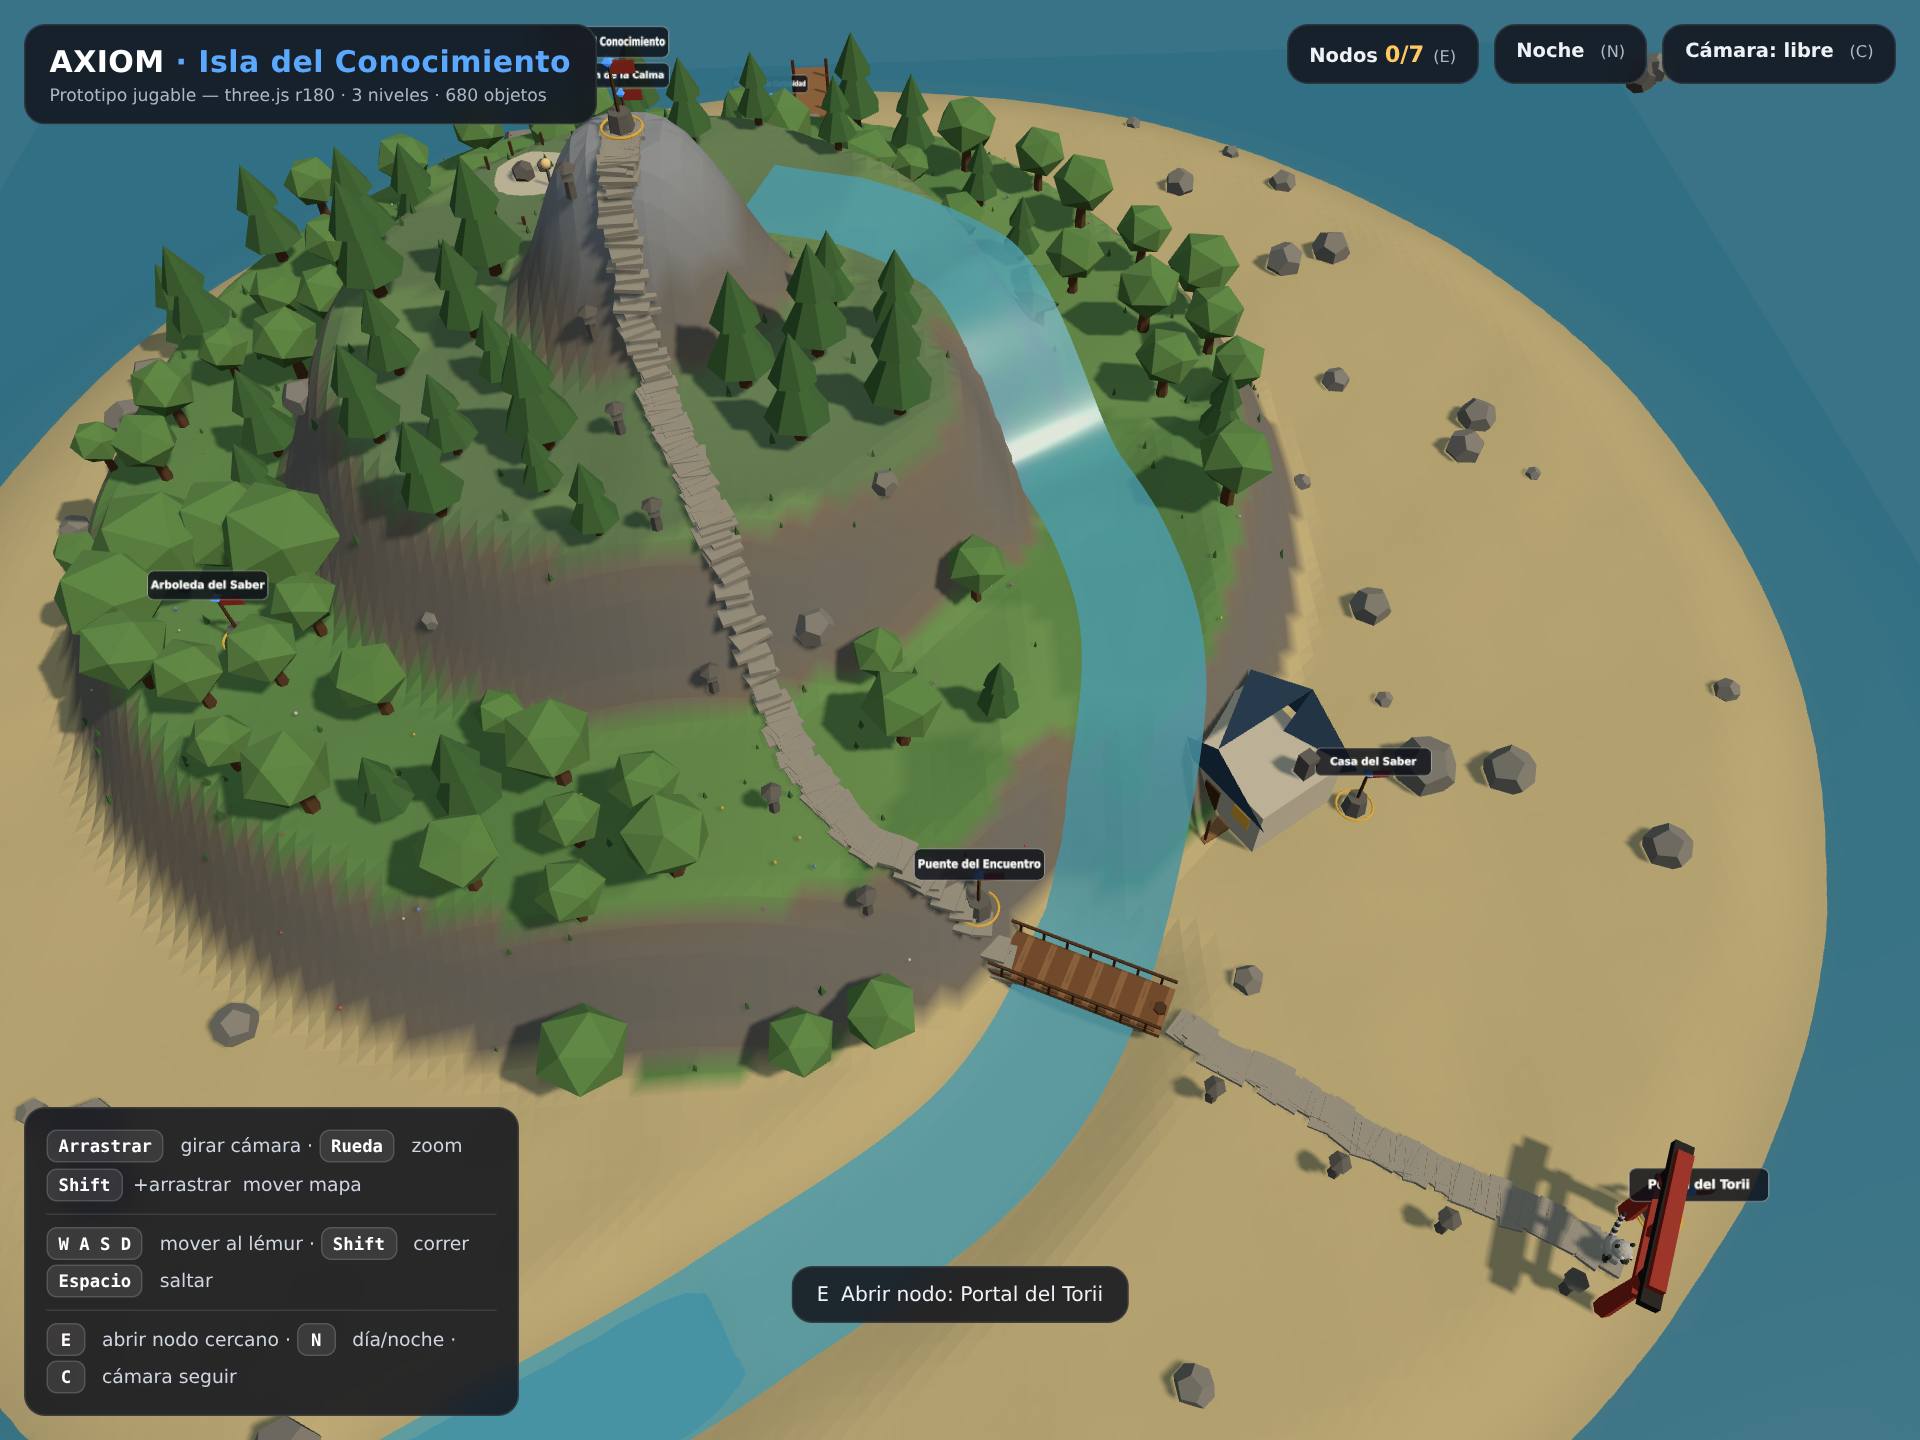 AXIOM · Isla del Conocimiento
Prototipo jugable — three.js r180 · 3 niveles · 680 objetos
Conocimiento
de la Calma
Nodos 0/7 (E)
Noche (N)
Cámara: libre (C)
Arboleda del Saber
Casa del Saber
Puente del Encuentro
del Torii
Arrastrar girar cámara · Rueda zoom
Shift +arrastrar mover mapa
W A S D mover al lémur · Shift correr
Espacio saltar
E abrir nodo cercano · N día/noche ·
C cámara seguir
E Abrir nodo: Portal del Torii